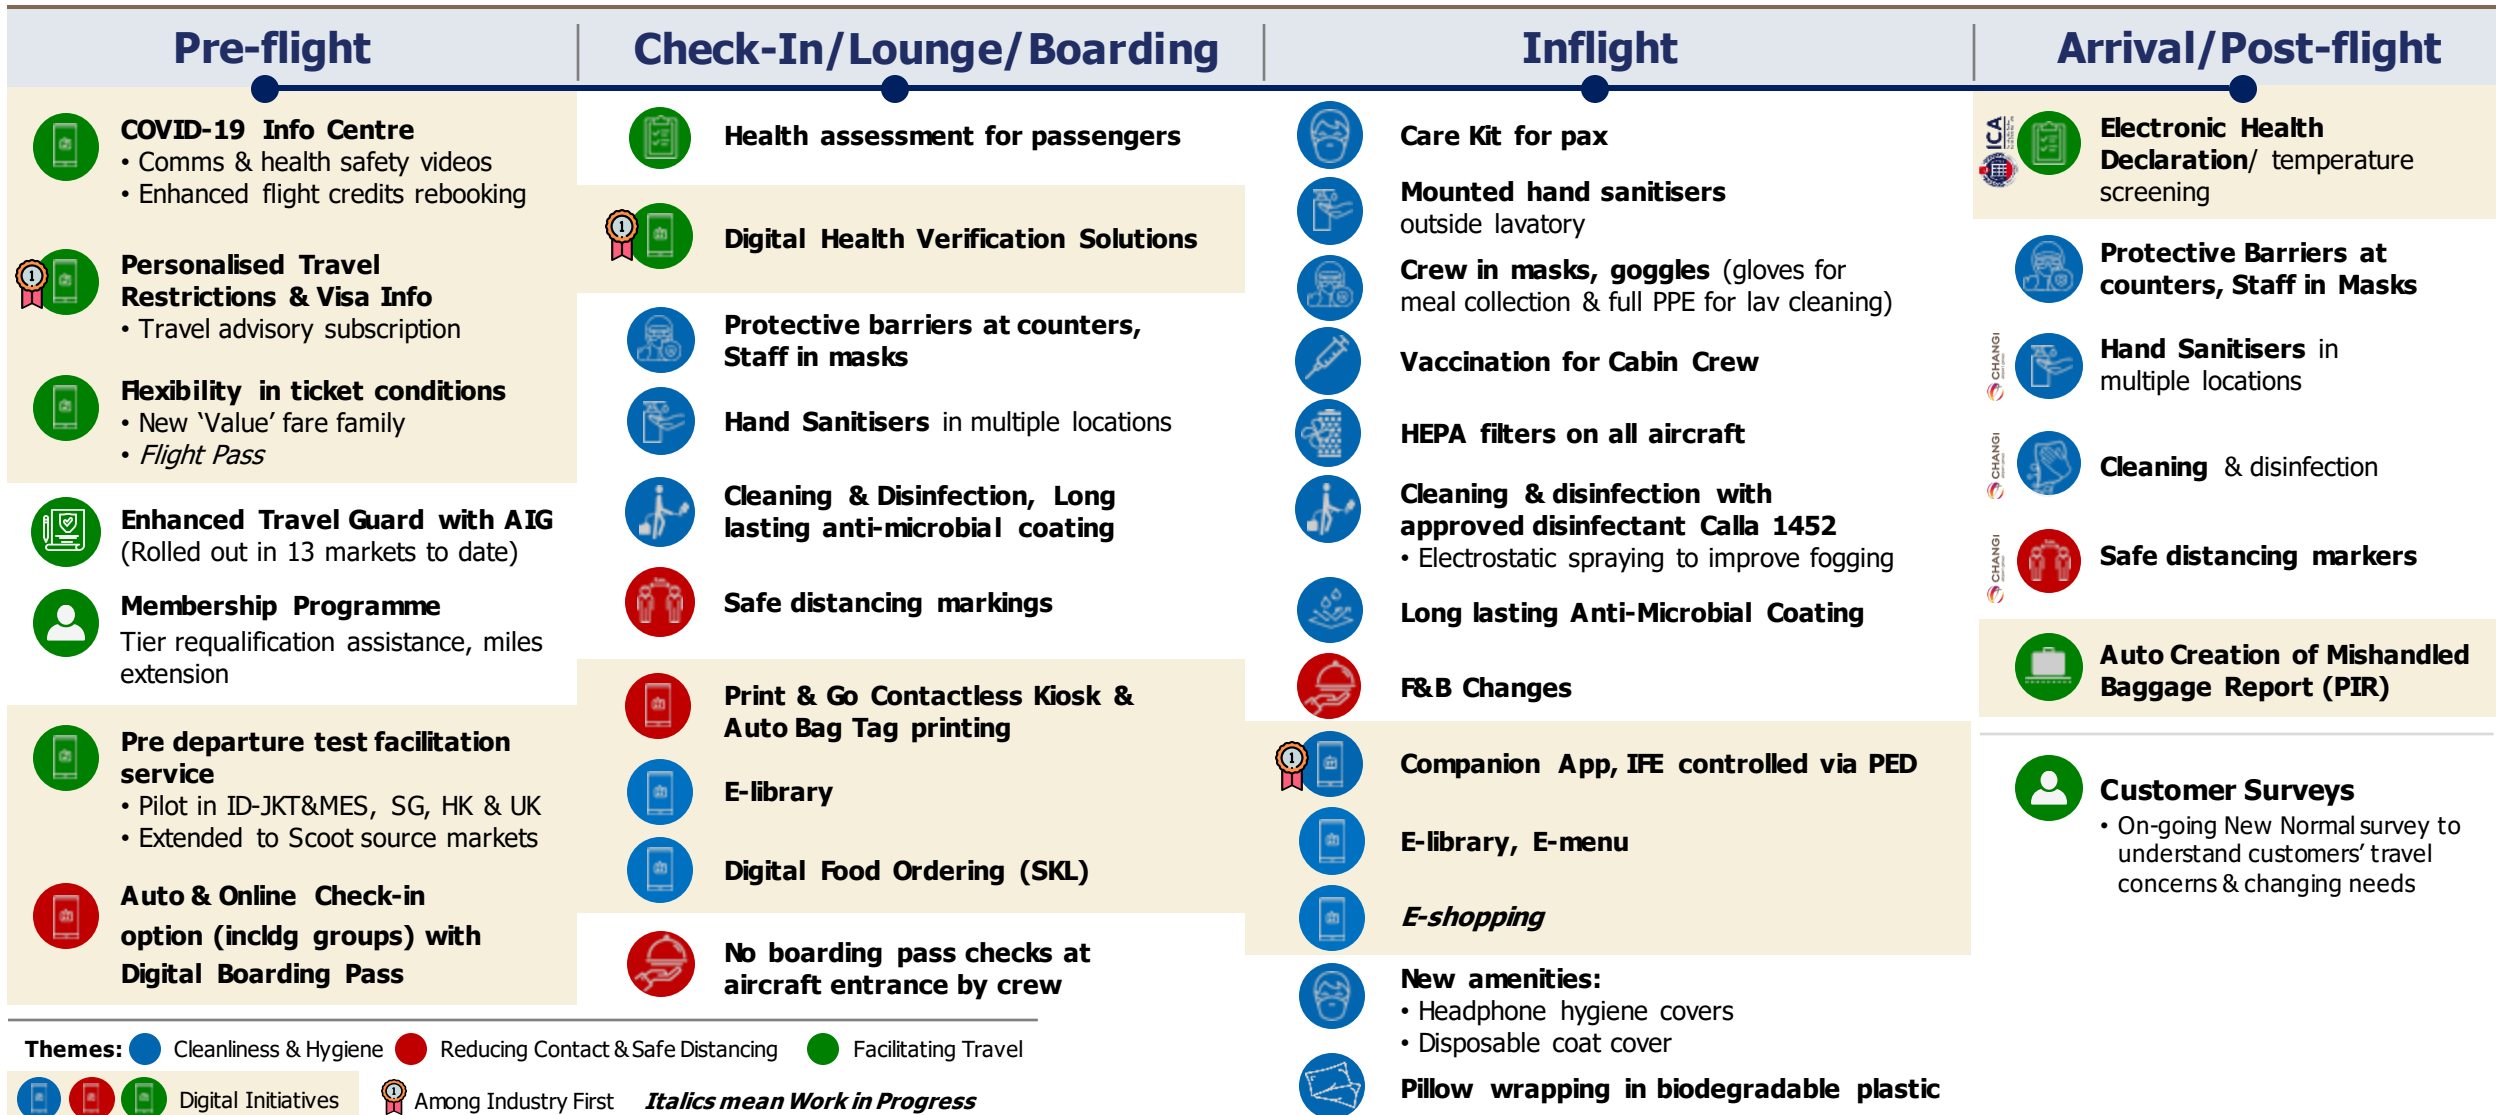 Pre-flight
Check-In/Lounge/Boarding
Inflight
Arrival/Post-flight
COVID-19 Info Centre
• Comms & health safety videos
• Enhanced flight credits rebooking
1
Personalised Travel
Restrictions & Visa Info
• Travel advisory subscription
Flexibility in ticket conditions
• New ‘Value’ fare family
• Flight Pass
Enhanced Travel Guard with AIG
(Rolled out in 13 markets to date)
Membership Programme
Tier requalification assistance, miles
extension
Pre departure test facilitation
service
• Pilot in ID-JKT&MES, SG, HK & UK
• Extended to Scoot source markets
Auto & Online Check-in
option (incldg groups) with
Digital Boarding Pass
Health assessment for passengers
1
Digital Health Verification Solutions
Protective barriers at counters,
Staff in masks
Hand Sanitisers in multiple locations
Cleaning & Disinfection, Long
lasting anti-microbial coating
Safe distancing markings
Print & Go Contactless Kiosk &
Auto Bag Tag printing
E-library
Digital Food Ordering (SKL)
No boarding pass checks at
aircraft entrance by crew
Care Kit for pax
Mounted hand sanitisers
outside lavatory
Crew in masks, goggles (gloves for
meal collection & full PPE for lav cleaning)
Vaccination for Cabin Crew
HEPA filters on all aircraft
Cleaning & disinfection with
approved disinfectant Calla 1452
• Electrostatic spraying to improve fogging
Long lasting Anti-Microbial Coating
F&B Changes
1
Companion App, IFE controlled via PED
E-library, E-menu
E-shopping
New amenities:
• Headphone hygiene covers
• Disposable coat cover
Pillow wrapping in biodegradable plastic
ICA
Electronic Health
Declaration/ temperature
screening
Protective Barriers at
counters, Staff in Masks
CHANGI
Hand Sanitisers in
multiple locations
CHANGI
Cleaning & disinfection
CHANGI
Safe distancing markers
Auto Creation of Mishandled
Baggage Report (PIR)
Customer Surveys
• On-going New Normal survey to
understand customers’ travel
concerns & changing needs
Themes: Cleanliness & Hygiene Reducing Contact & Safe Distancing Facilitating Travel
Digital Initiatives 1 Among Industry First Italics mean Work in Progress